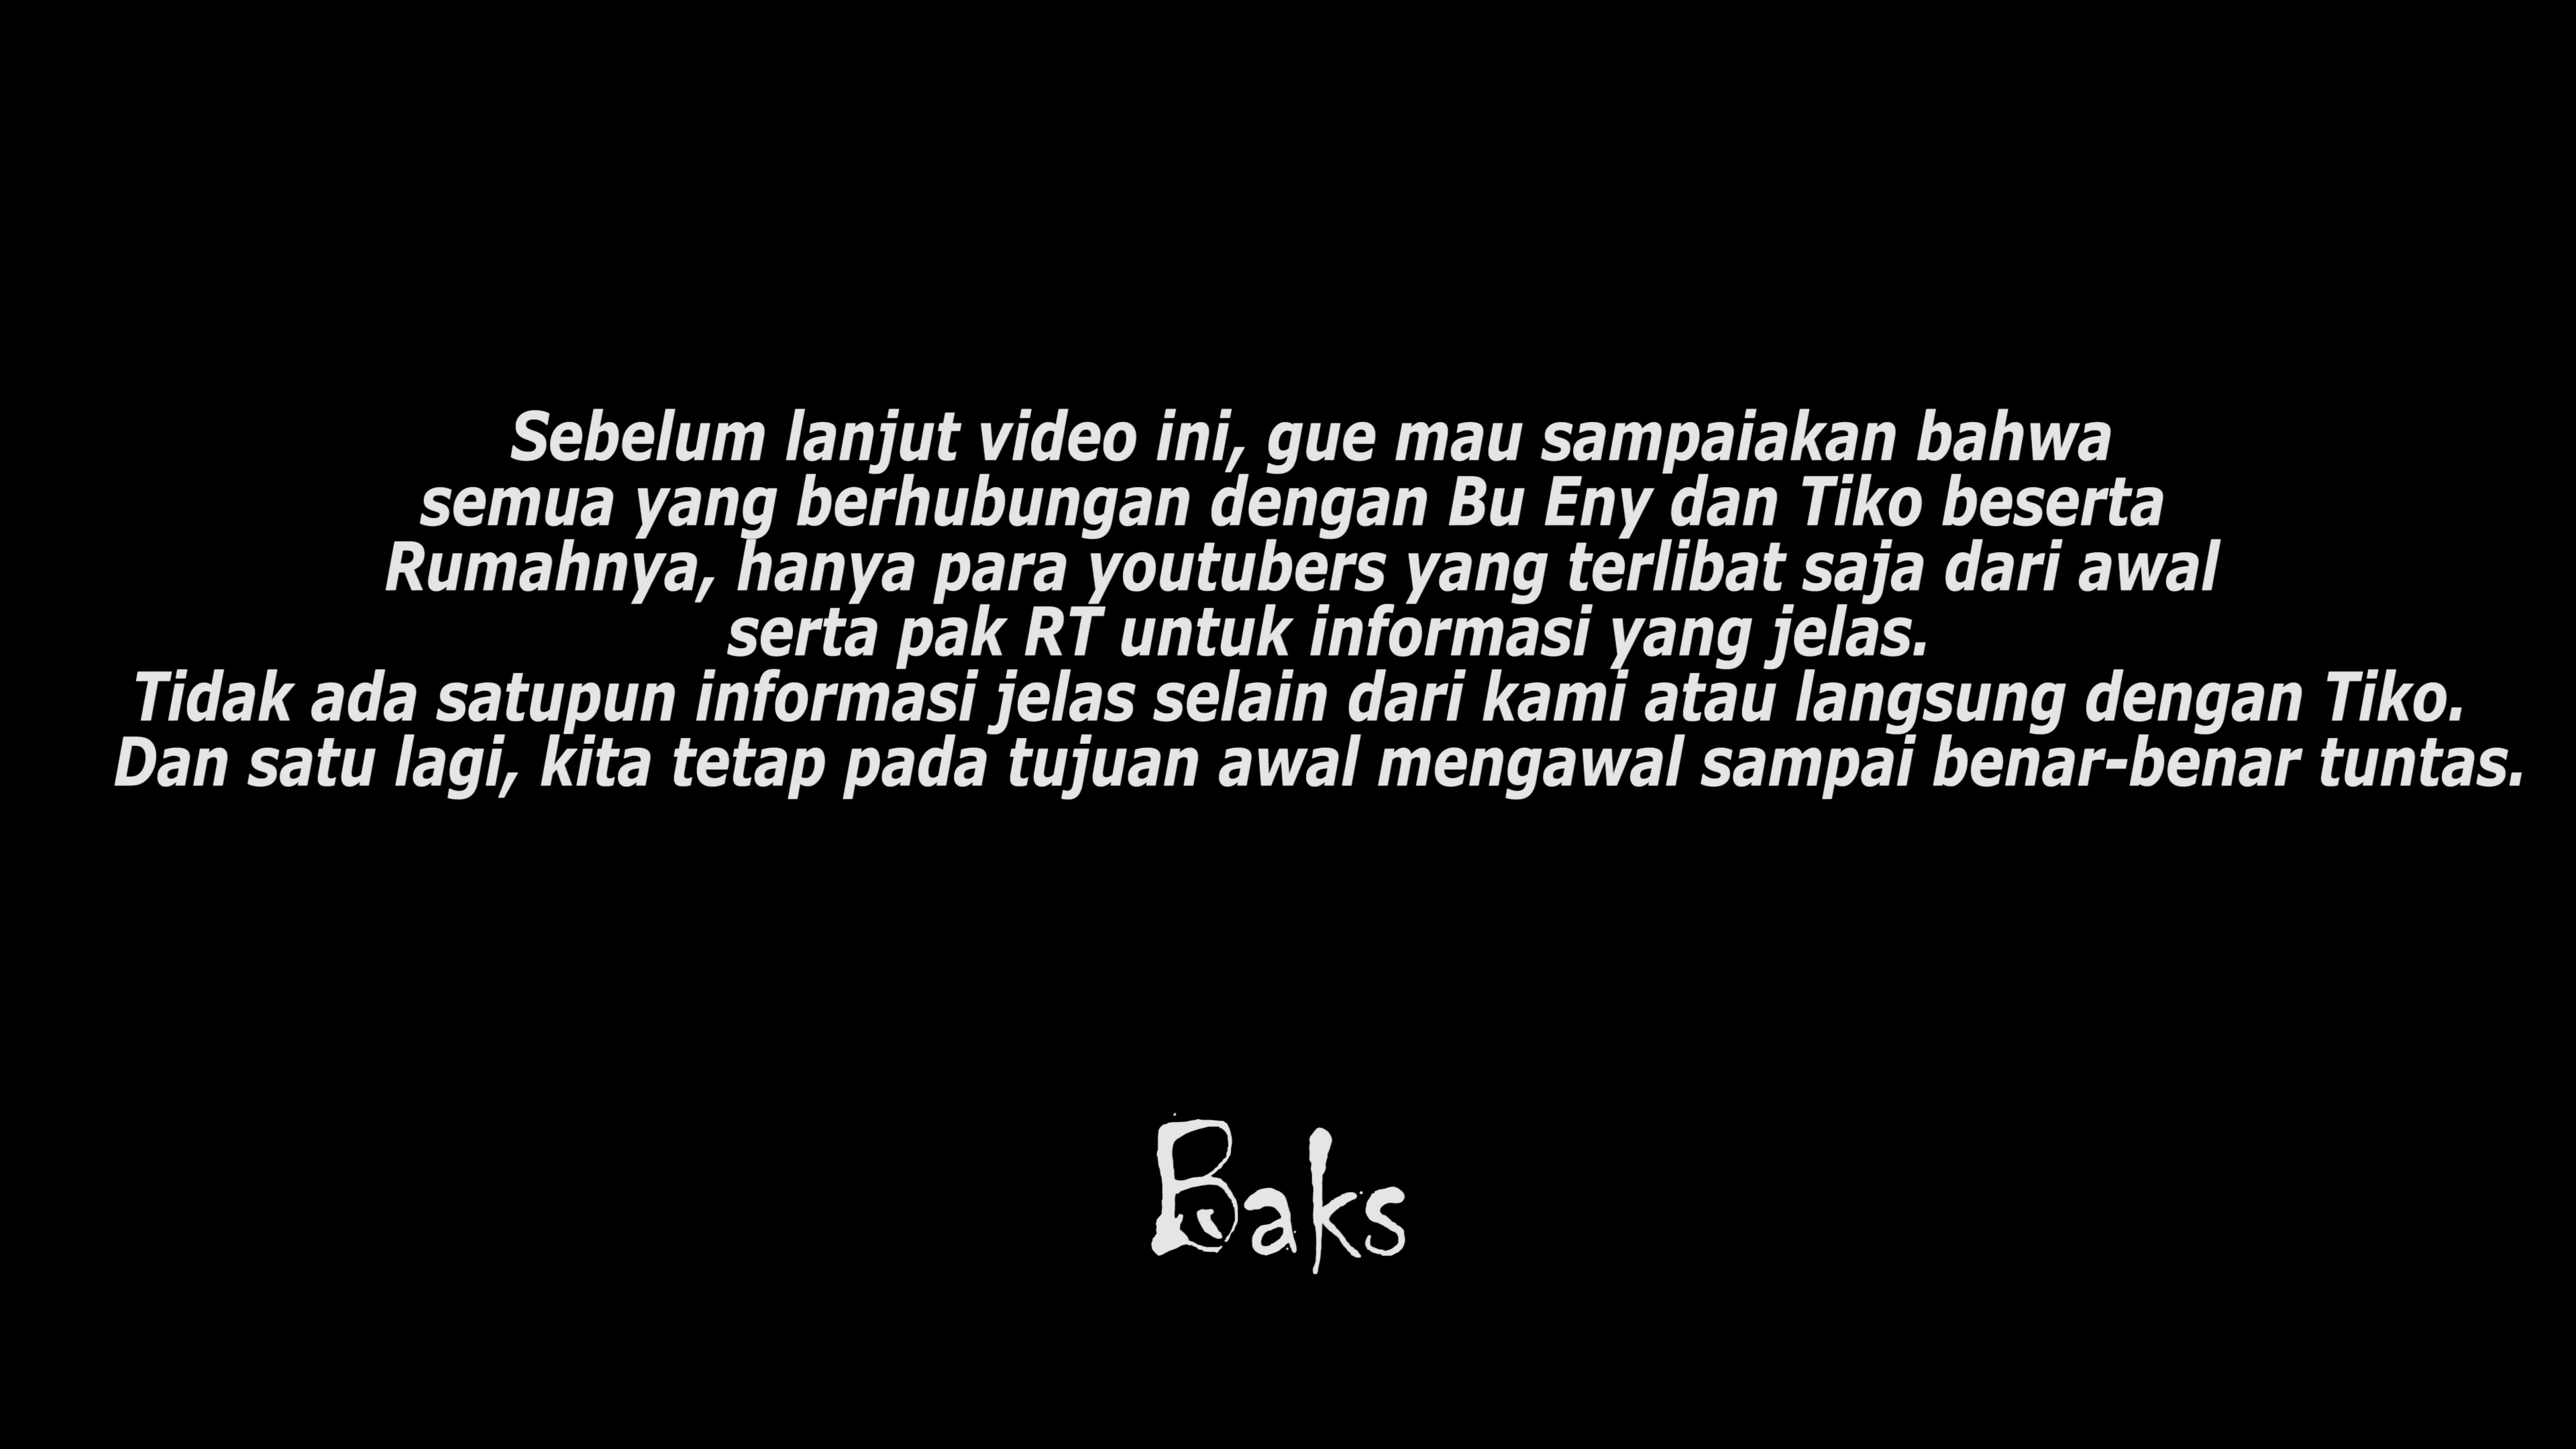 Sebelum lanjut video ini, gue mau sampaiakan bahwa
semua yang berhubungan dengan Bu Eny dan Tiko beserta
Rumahnya, hanya para youtubers yang terlibat saja dari awal
serta pak RT untuk informasi yang jelas.
Tidak ada satupun informasi jelas selain dari kami atau langsung dengan Tiko.
Dan satu lagi, kita tetap pada tujuan awal mengawal sampai benar-benar tuntas.
Baks